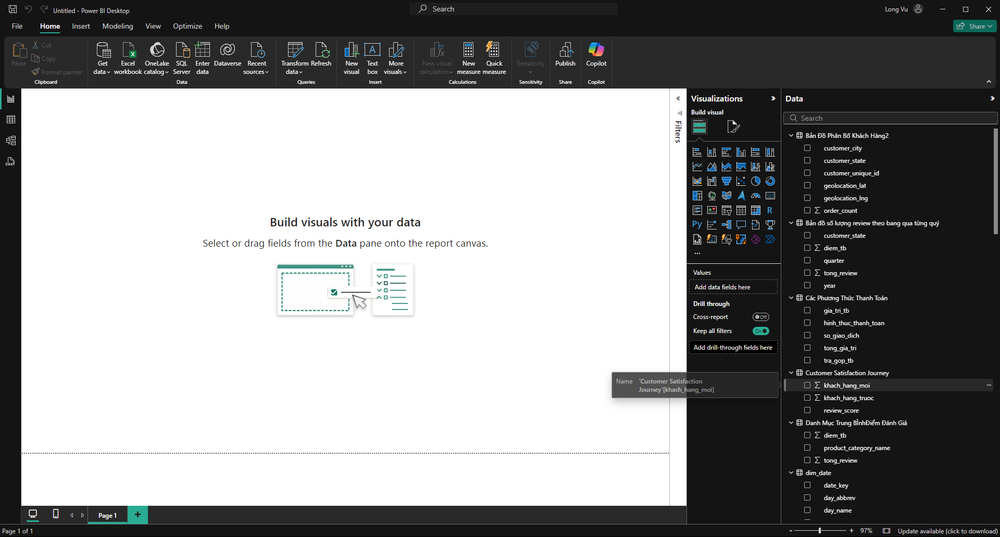 Untitled - Power BI Desktop
Search
Long Vu
File
Home
Insert
Modeling
View
Optimize
Help
Share
Paste
Cut
Copy
Format painter
Clipboard
Get data
Excel workbook
OneLake catalog
SQL Server
Enter data
Dataverse
Recent sources
Data
Transform data
Refresh
Queries
New visual
Text box
More visuals
Insert
New visual calculation
New measure
Quick measure
Calculations
Sensitivity
Sensitivity
Publish
Share
Copilot
Copilot
Build visuals with your data
Select or drag fields from the Data pane onto the report canvas.
Filters
Visualizations
Build visual
Values
Add data fields here
Drill through
Cross-report
Off
Keep all filters
On
Add drill-through fields here
Name 'Customer Satisfaction
Journey'[khach_hang_moi]
Data
Search
Bản Đồ Phân Bố Khách Hàng2
customer_city
customer_state
customer_unique_id
geolocation_lat
geolocation_lng
order_count
Bản đồ số lượng review theo bang qua từng quý
customer_state
diem_tb
quarter
tong_review
year
Các Phương Thức Thanh Toán
gia_tri_tb
hinh_thuc_thanh_toan
so_giao_dich
tong_gia_tri
tra_gop_tb
Customer Satisfaction Journey
khach_hang_moi
khach_hang_truoc
review_score
Danh Mục Trung BÌnhĐiểm Đánh Giá
diem_tb
product_category_name
tong_review
dim_date
date_key
day_abbrev
day_name
Page 1
Page 1 of 1
97%
Update available (click to download)